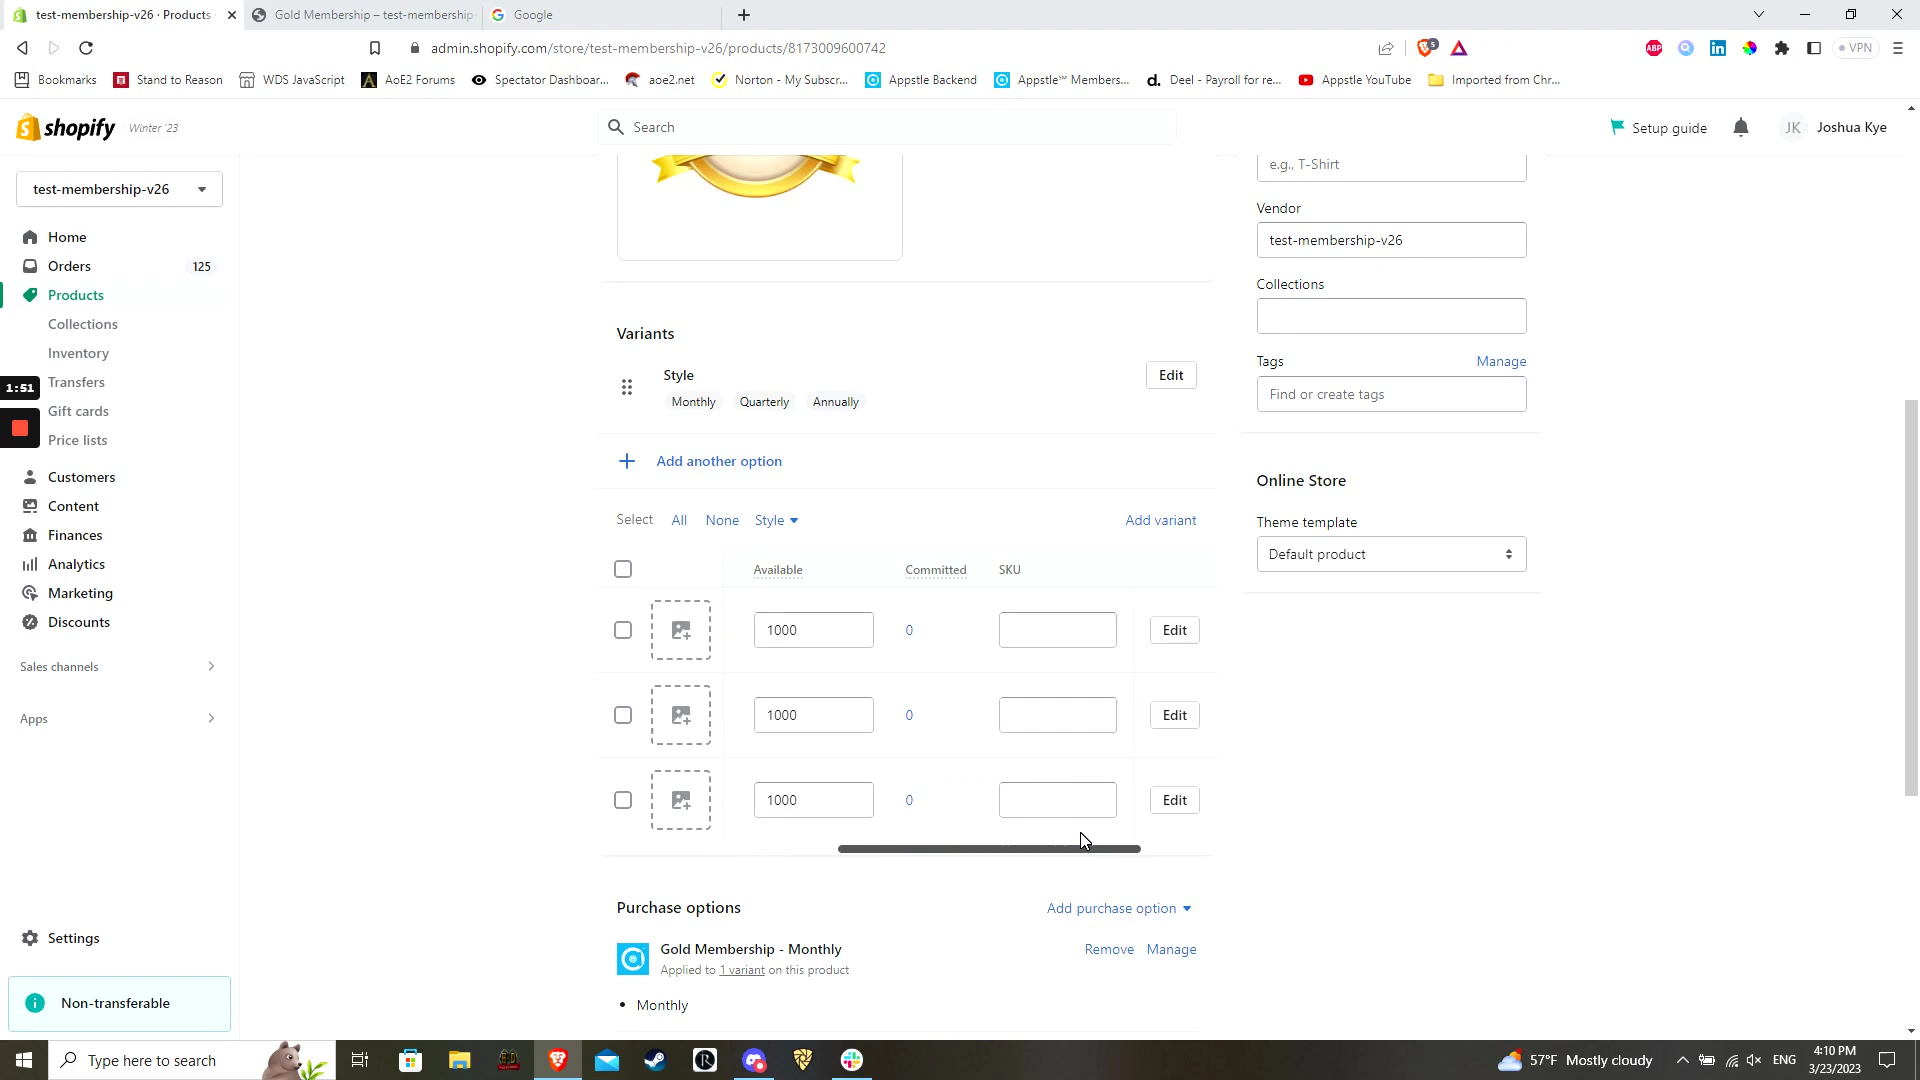 test-membership-v26 · Products
Gold Membership – test-membership
Google
admin.shopify.com/store/test-membership-v26/products/8173009600742
5
ABP
VPN
Bookmarks
Stand to Reason
WDS JavaScript
AoE2 Forums
Spectator Dashboar...
aoe2.net
Norton - My Subscr...
Appstle Backend
Appstle℠ Members...
Deel - Payroll for re...
Appstle YouTube
Imported from Chr...
shopify
Winter '23
Search
Setup guide
JK
Joshua Kye
test-membership-v26
Home
Orders
125
Products
Collections
Inventory
Transfers
Gift cards
Price lists
Customers
Content
Finances
Analytics
Marketing
Discounts
Sales channels
Apps
Settings
Non-transferable
1:51
Variants
Style
Edit
Monthly
Quarterly
Annually
Add another option
Select
All
None
Style
Add variant
Available
Committed
SKU
1000
0
Edit
1000
0
Edit
1000
0
Edit
Purchase options
Add purchase option
Gold Membership - Monthly
Remove
Manage
Applied to 1 variant on this product
• Monthly
e.g., T-Shirt
Vendor
test-membership-v26
Collections
Tags
Manage
Find or create tags
Online Store
Theme template
Default product
Type here to search
57°F Mostly cloudy
ENG
4:10 PM
3/23/2023